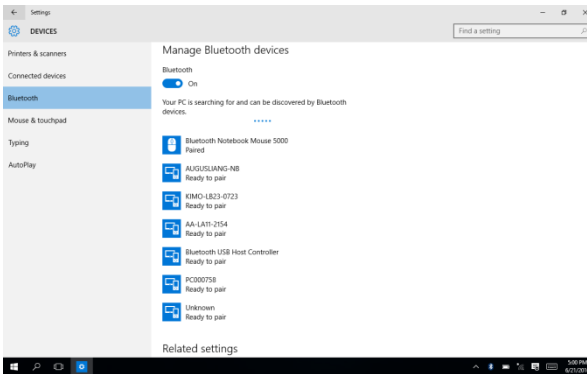 Settings
DEVICES
Find a setting
Printers & scanners
Connected devices
Bluetooth
Mouse & touchpad
Typing
AutoPlay
Manage Bluetooth devices
Bluetooth
On
Your PC is searching for and can be discovered by Bluetooth
devices.
Bluetooth Notebook Mouse 5000
Paired
AUGUSLIANG-NB
Ready to pair
KIMO-LB23-0723
Ready to pair
AA-LA11-2154
Ready to pair
Bluetooth USB Host Controller
Ready to pair
PC000758
Ready to pair
Unknown
Ready to pair
Related settings
5:00 PM